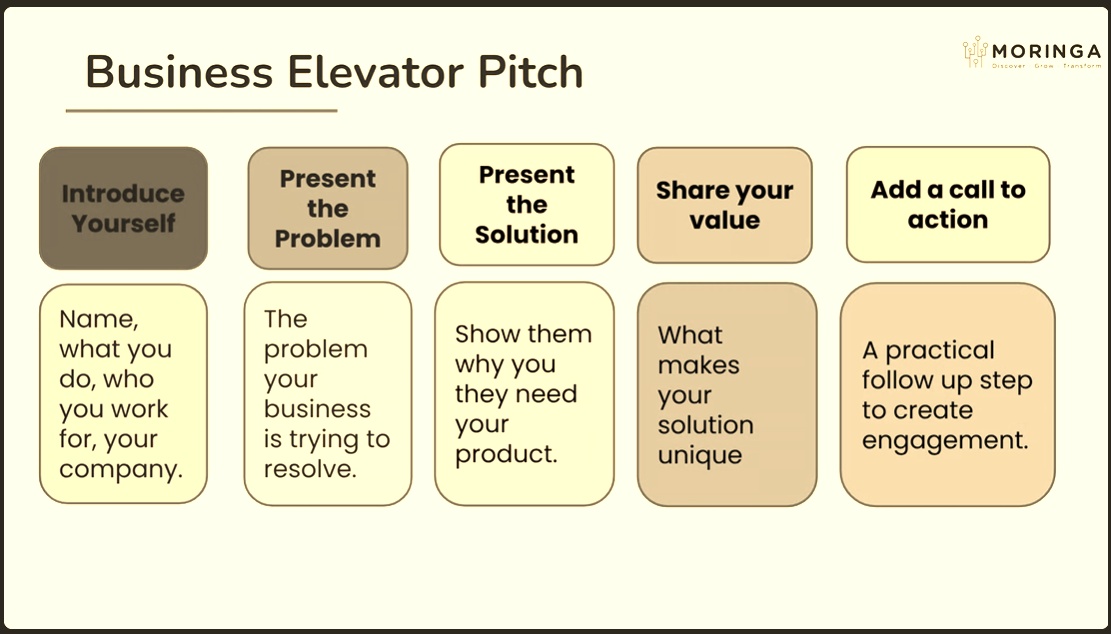 Business Elevator Pitch
MORINGA
Discover Grow Transform
Introduce
Yourself
Present
the
Problem
Present
the
Solution
Share your
value
Add a call to
action
Name,
what you
do, who
you work
for, your
company.
The
problem
your
business
is trying to
resolve.
Show them
why you
they need
your
product.
What
makes
your
solution
unique
A practical
follow up step
to create
engagement.